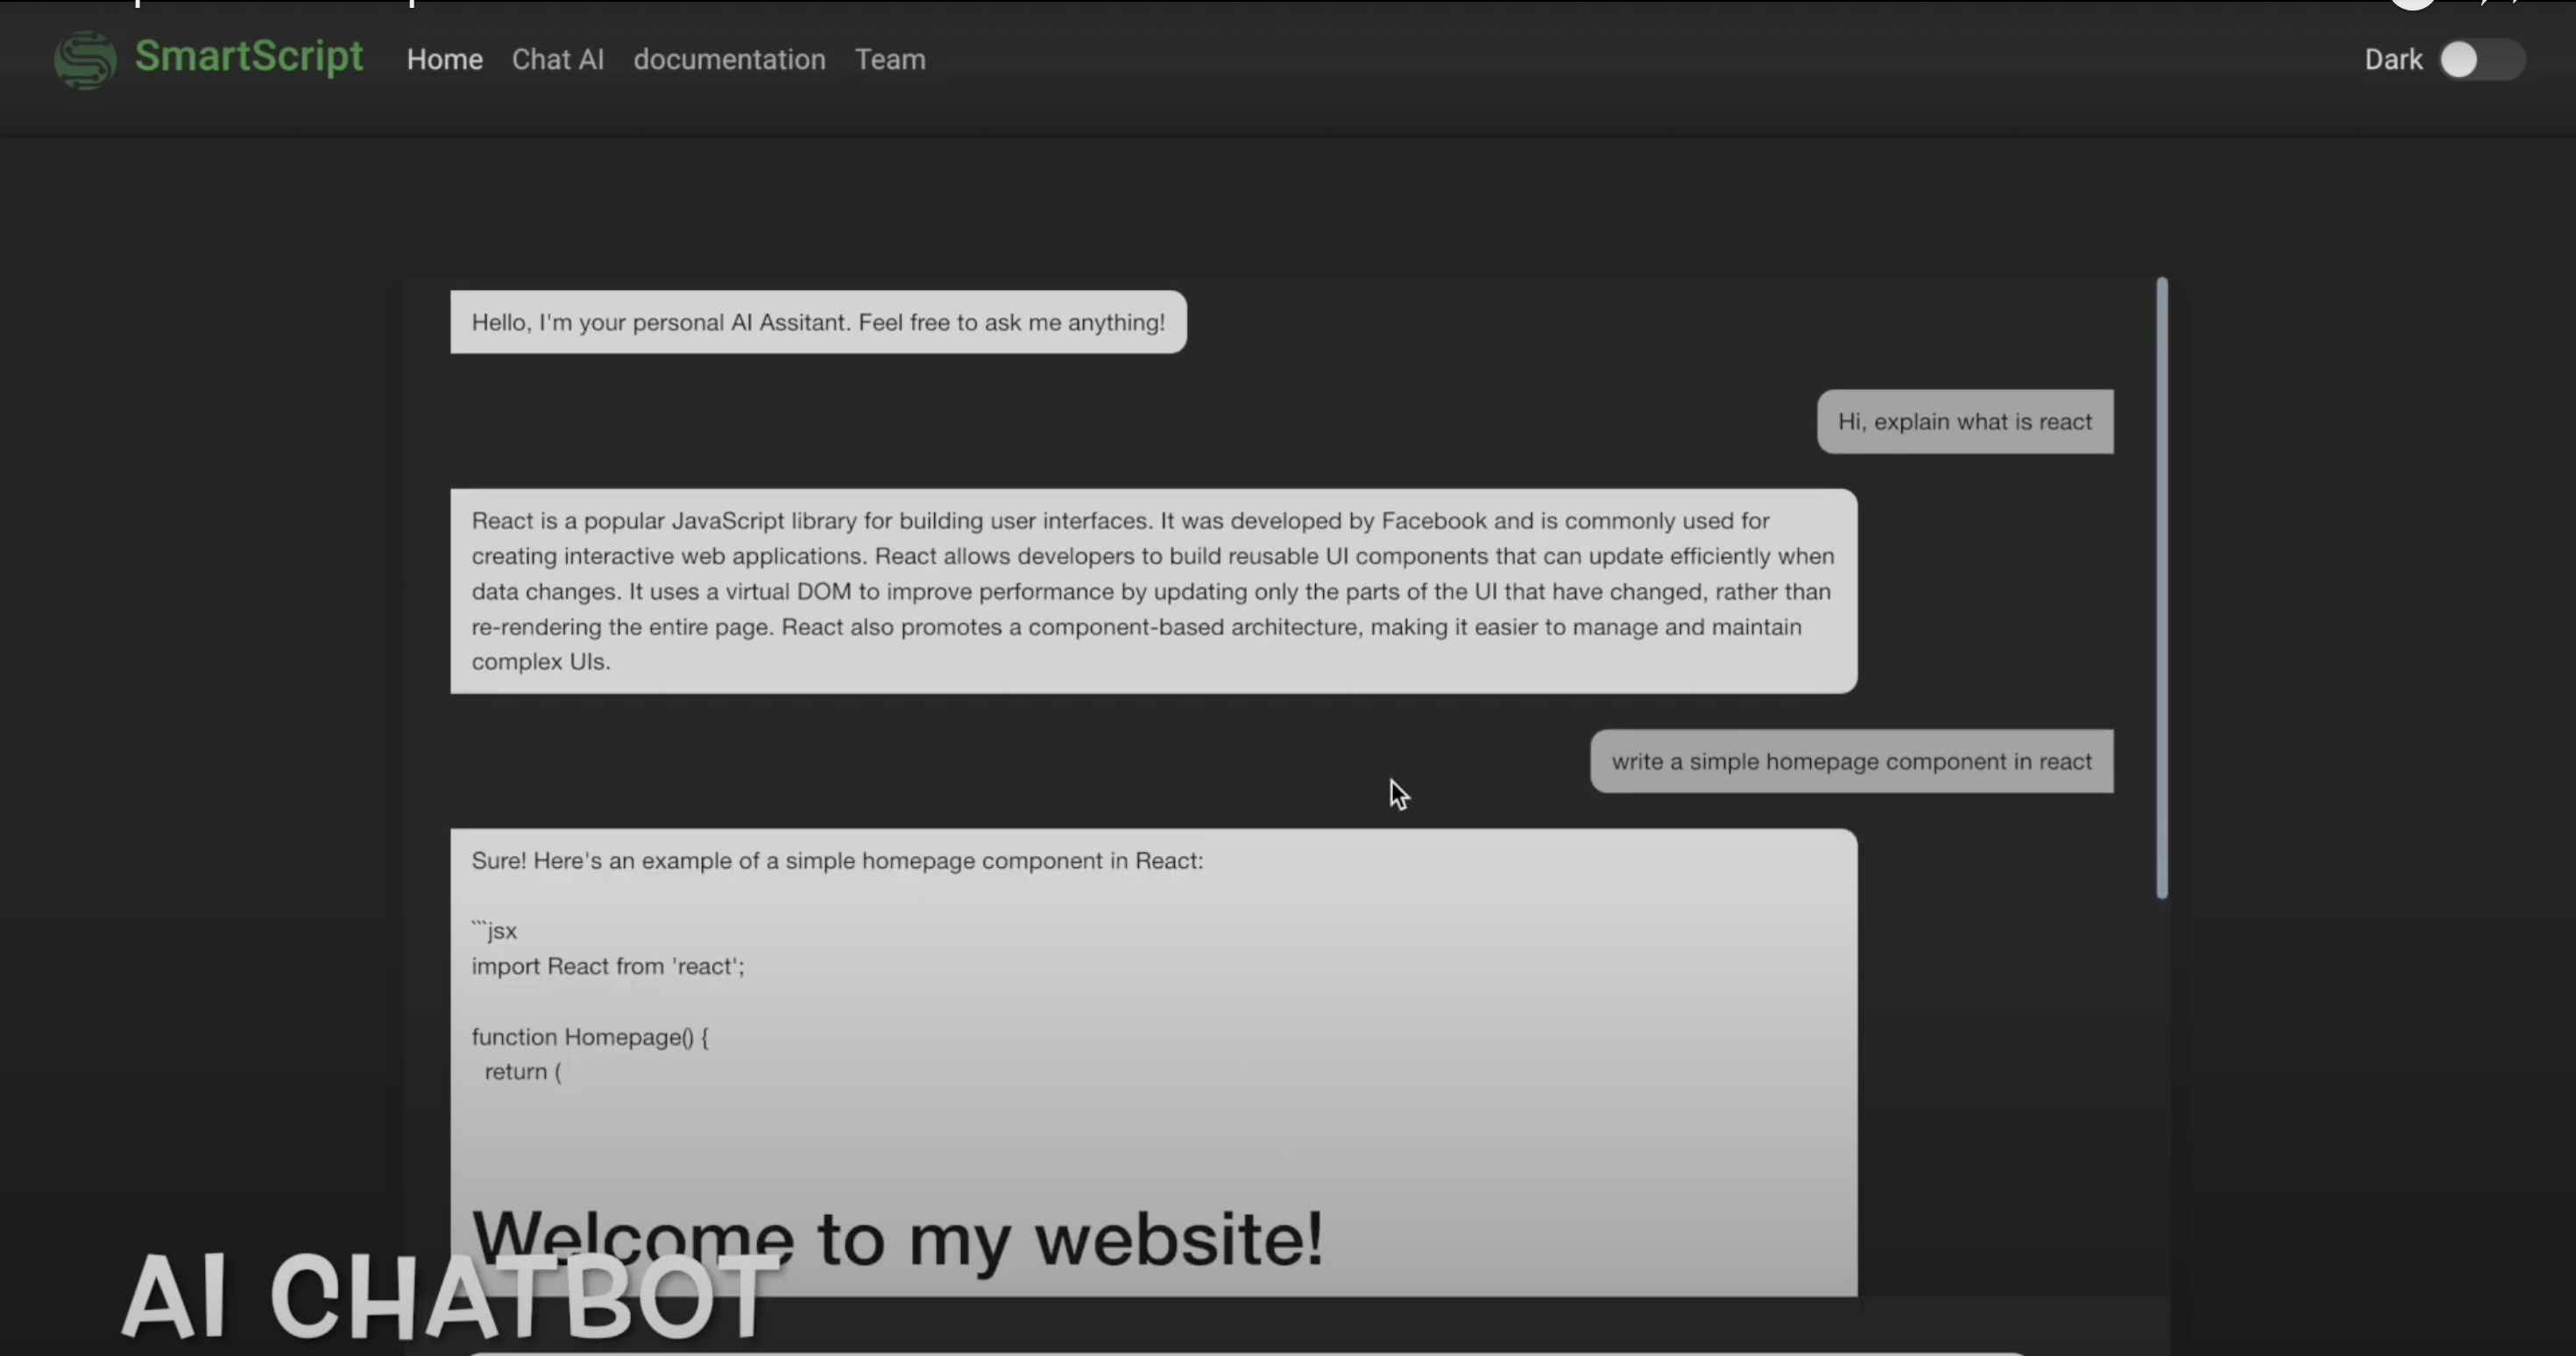 SmartScript
Home Chat AI documentation Team
Dark
Hello, I'm your personal AI Assitant. Feel free to ask me anything!
Hi, explain what is react
React is a popular JavaScript library for building user interfaces. It was developed by Facebook and is commonly used for
creating interactive web applications. React allows developers to build reusable UI components that can update efficiently when
data changes. It uses a virtual DOM to improve performance by updating only the parts of the UI that have changed, rather than
re-rendering the entire page. React also promotes a component-based architecture, making it easier to manage and maintain
complex UIs.
write a simple homepage component in react
Sure! Here's an example of a simple homepage component in React:
```jsx
import React from 'react';
function Homepage() {
return (
Welcome to my website!
AI CHATBOT